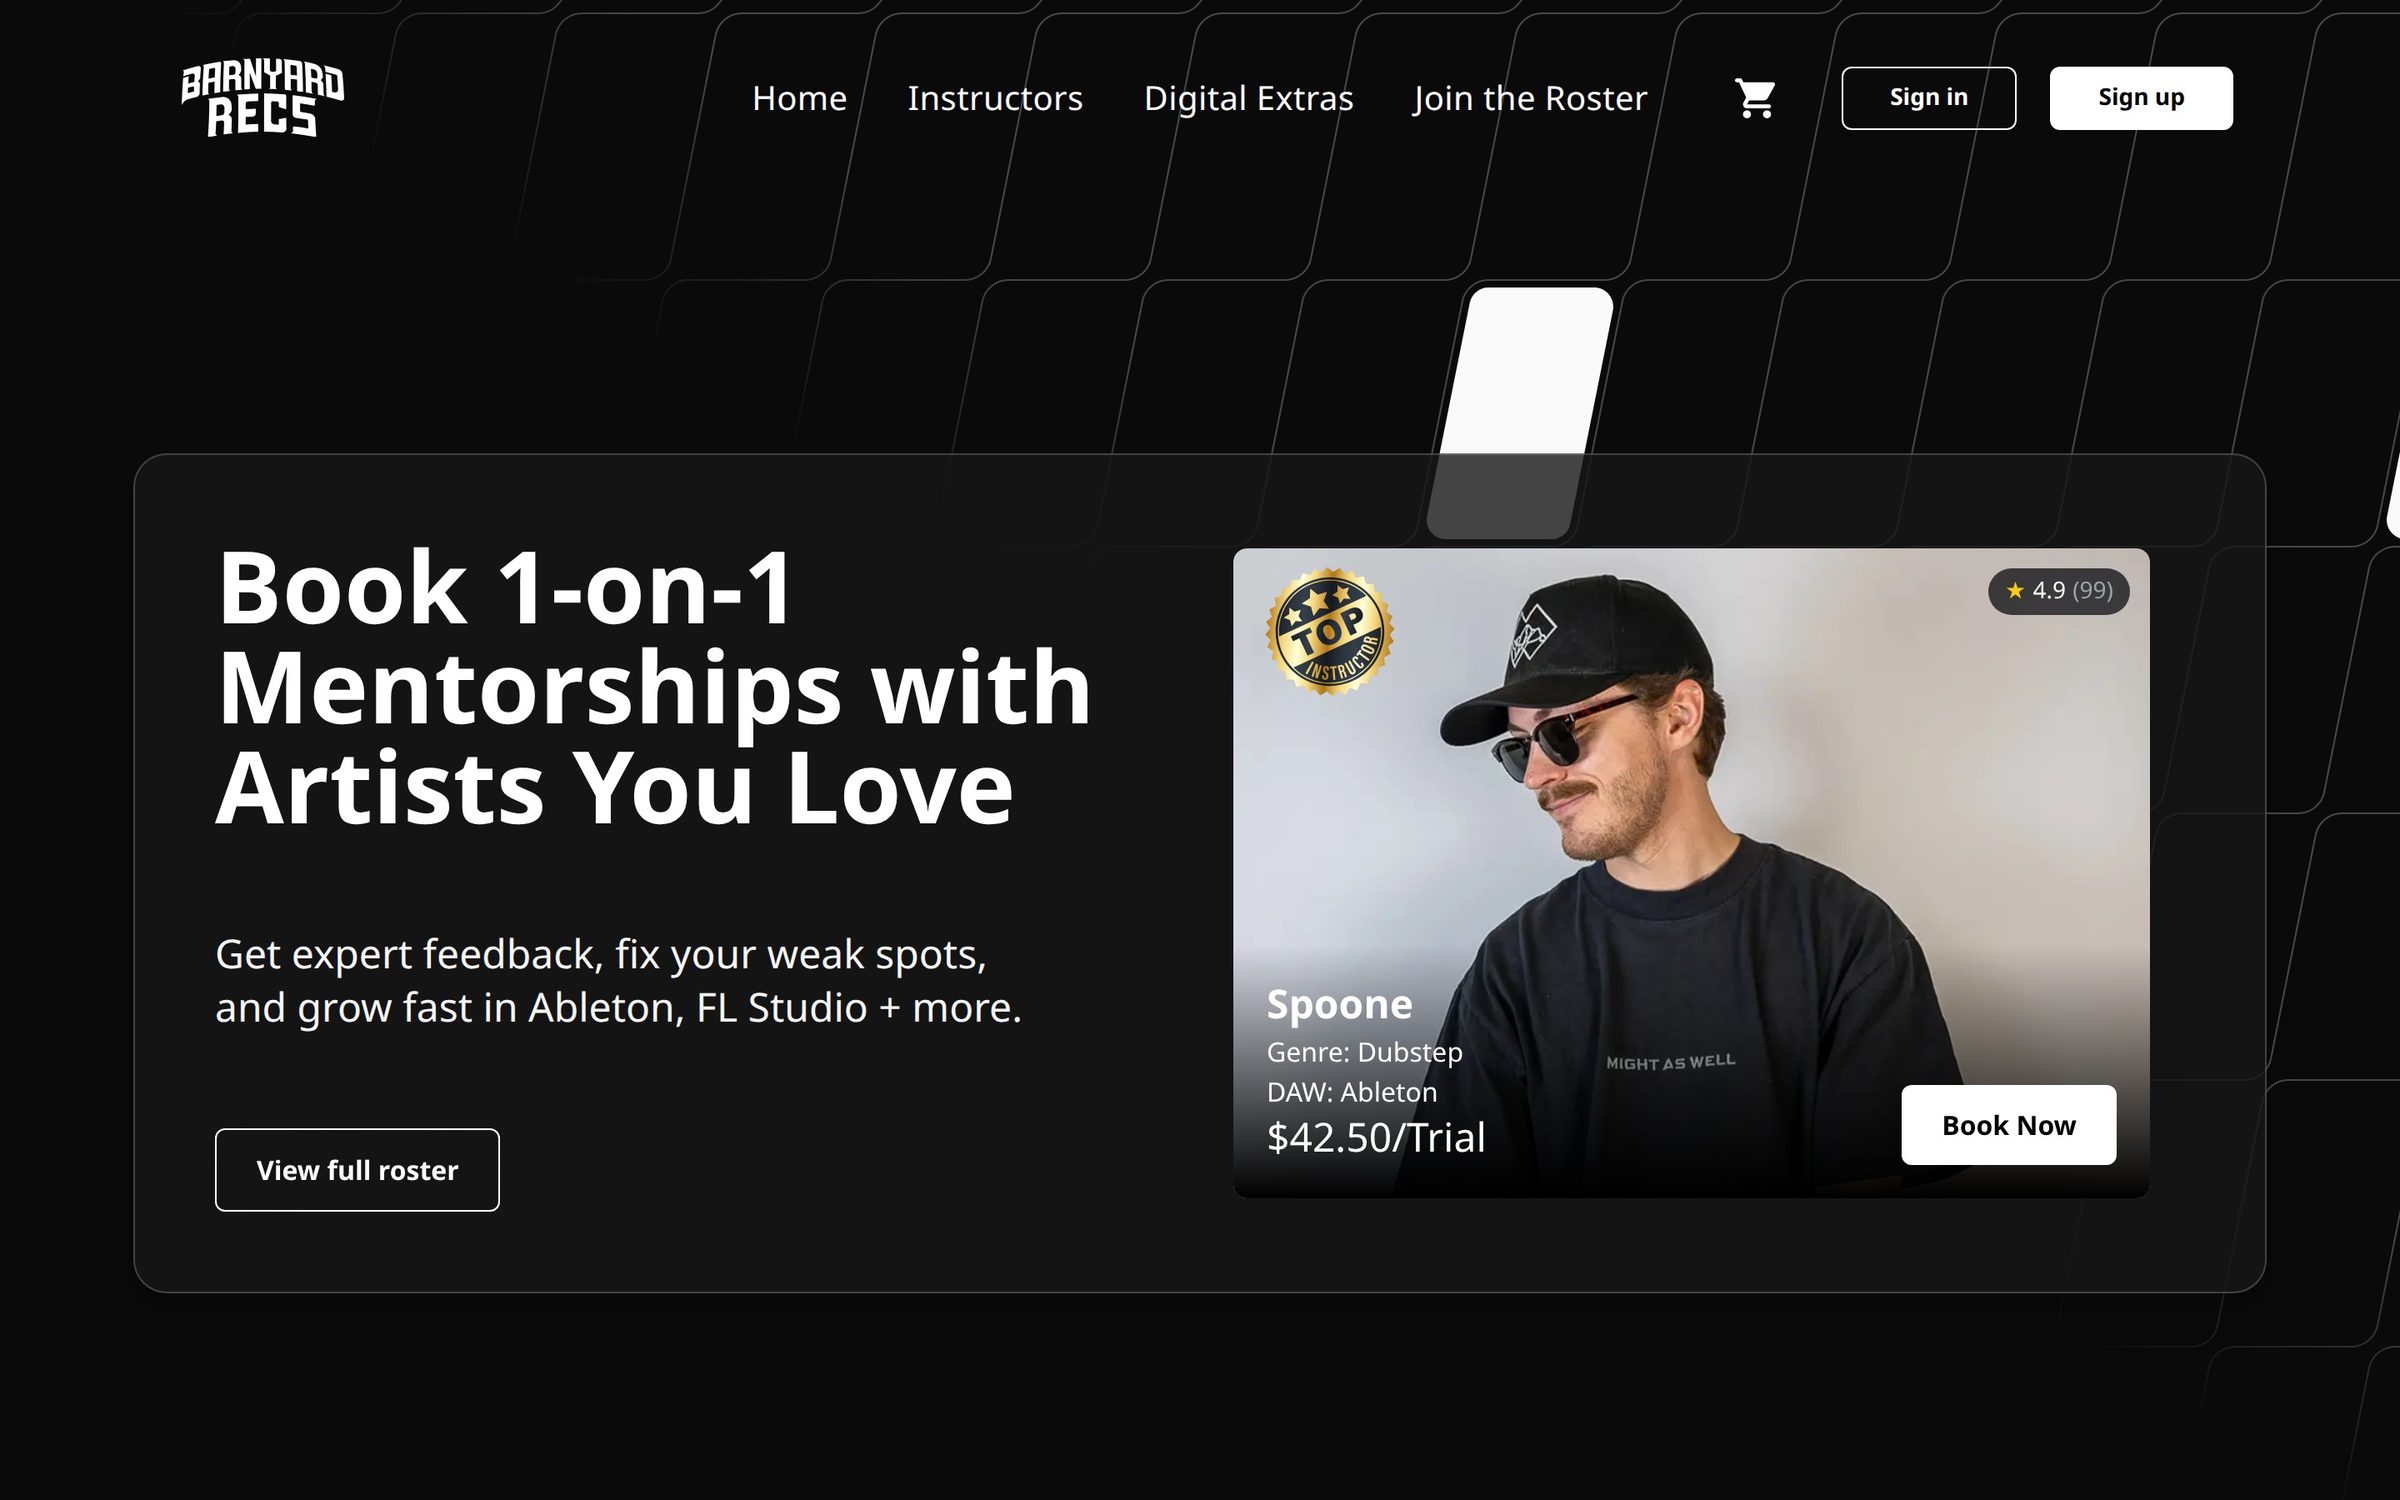 BARNYARD
RECS
Home
Instructors
Digital Extras
Join the Roster
Sign in
Sign up
Book 1-on-1
Mentorships with
Artists You Love
Get expert feedback, fix your weak spots,
and grow fast in Ableton, FL Studio + more.
View full roster
TOP
INSTRUCTOR
★ 4.9 (99)
MIGHT AS WELL
Spoone
Genre: Dubstep
DAW: Ableton
$42.50/Trial
Book Now